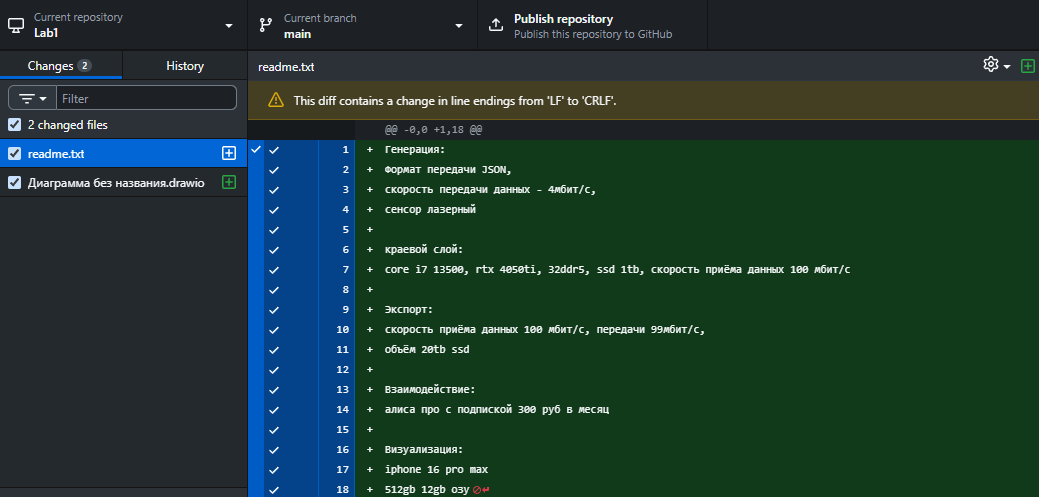 Current repository
Lab1
Current branch
main
Publish repository
Publish this repository to GitHub
Changes 2
History
Filter
2 changed files
readme.txt
Диаграмма без названия.drawio
readme.txt
This diff contains a change in line endings from 'LF' to 'CRLF'.
@@ -0,0 +1,18 @@
1 + Генерация:
2 + Формат передачи JSON,
3 + скорость передачи данных - 4мбит/с,
4 + сенсор лазерный
5 +
6 + краевой слой:
7 + core i7 13500, rtx 4050ti, 32ddr5, ssd 1tb, скорость приёма данных 100 мбит/с
8 +
9 + Экспорт:
10 + скорость приёма данных 100 мбит/с, передачи 99мбит/с,
11 + объём 20tb ssd
12 +
13 + Взаимодействие:
14 + алиса про с подпиской 300 руб в месяц
15 +
16 + Визуализация:
17 + iphone 16 pro max
18 + 512gb 12gb озу